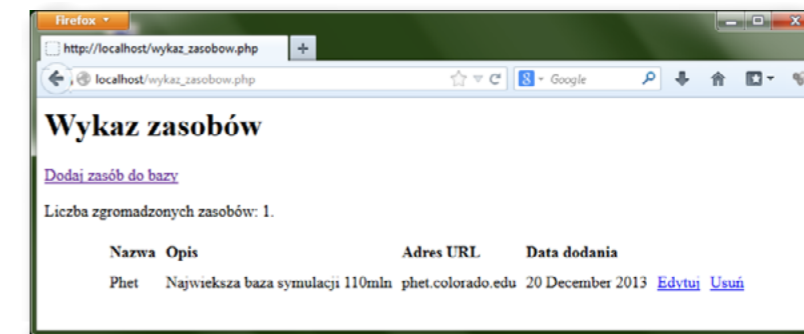 Firefox
http://localhost/wykaz_zasobow.php
localhost/wykaz_zasobow.php
Google
Wykaz zasobów
Dodaj zasób do bazy
Liczba zgromadzonych zasobów: 1.
Nazwa Opis Adres URL Data dodania
Phet Najwieksza baza symulacji 110mln phet.colorado.edu 20 December 2013 Edytuj Usuń